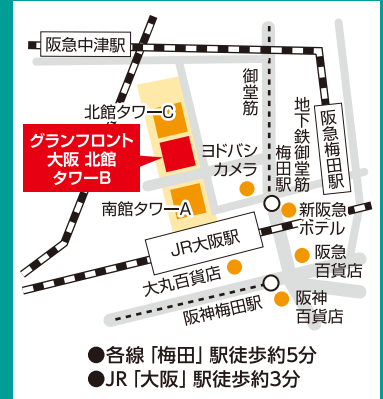 阪急中津駅
御堂筋
地下鉄御堂筋
梅田駅
阪急梅田駅
北館タワーC
グランフロント
大阪 北館
タワーB
ヨドバシ
カメラ
南館タワーA
新阪急
ホテル
JR大阪駅
阪急
百貨店
大丸百貨店
阪神梅田駅
阪神
百貨店
●各線「梅田」駅徒歩約5分
●JR「大阪」駅徒歩約3分